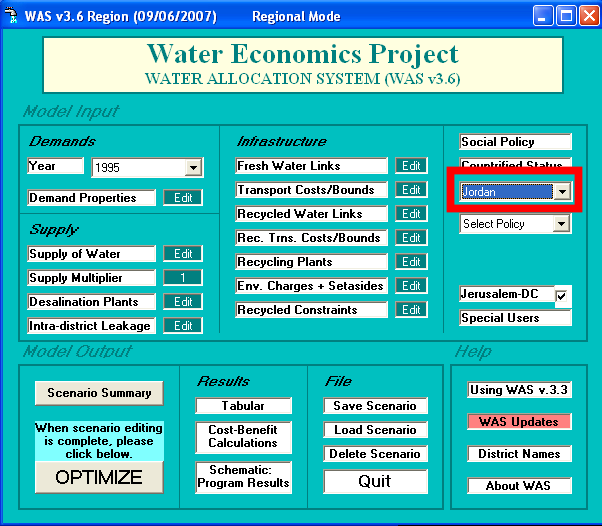 WAS v3.6 Region (09/06/2007) Regional Mode
Water Economics Project
WATER ALLOCATION SYSTEM (WAS v3.6)
Model Input
Demands
Year 1995
Demand Properties Edit
Supply
Supply of Water Edit
Supply Multiplier 1
Desalination Plants Edit
Intra-district Leakage Edit
Infrastructure
Fresh Water Links Edit
Transport Costs/Bounds Edit
Recycled Water Links Edit
Rec. Trns. Costs/Bounds Edit
Recycling Plants Edit
Env. Charges + Setasides Edit
Recycled Constraints Edit
Social Policy
Countrified Status
Jordan
Select Policy
Jerusalem-DC
Special Users
Model Output
Scenario Summary
When scenario editing
is complete, please
click below.
OPTIMIZE
Results
Tabular
Cost-Benefit
Calculations
Schematic:
Program Results
File
Save Scenario
Load Scenario
Delete Scenario
Quit
Help
Using WAS v.3.3
WAS Updates
District Names
About WAS